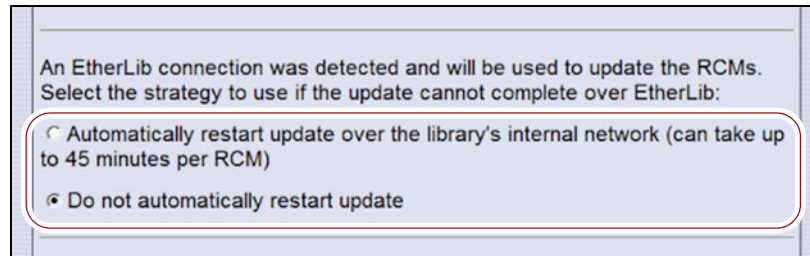 An EtherLib connection was detected and will be used to update the RCMs.
Select the strategy to use if the update cannot complete over EtherLib:
Automatically restart update over the library's internal network (can take up
to 45 minutes per RCM)
Do not automatically restart update